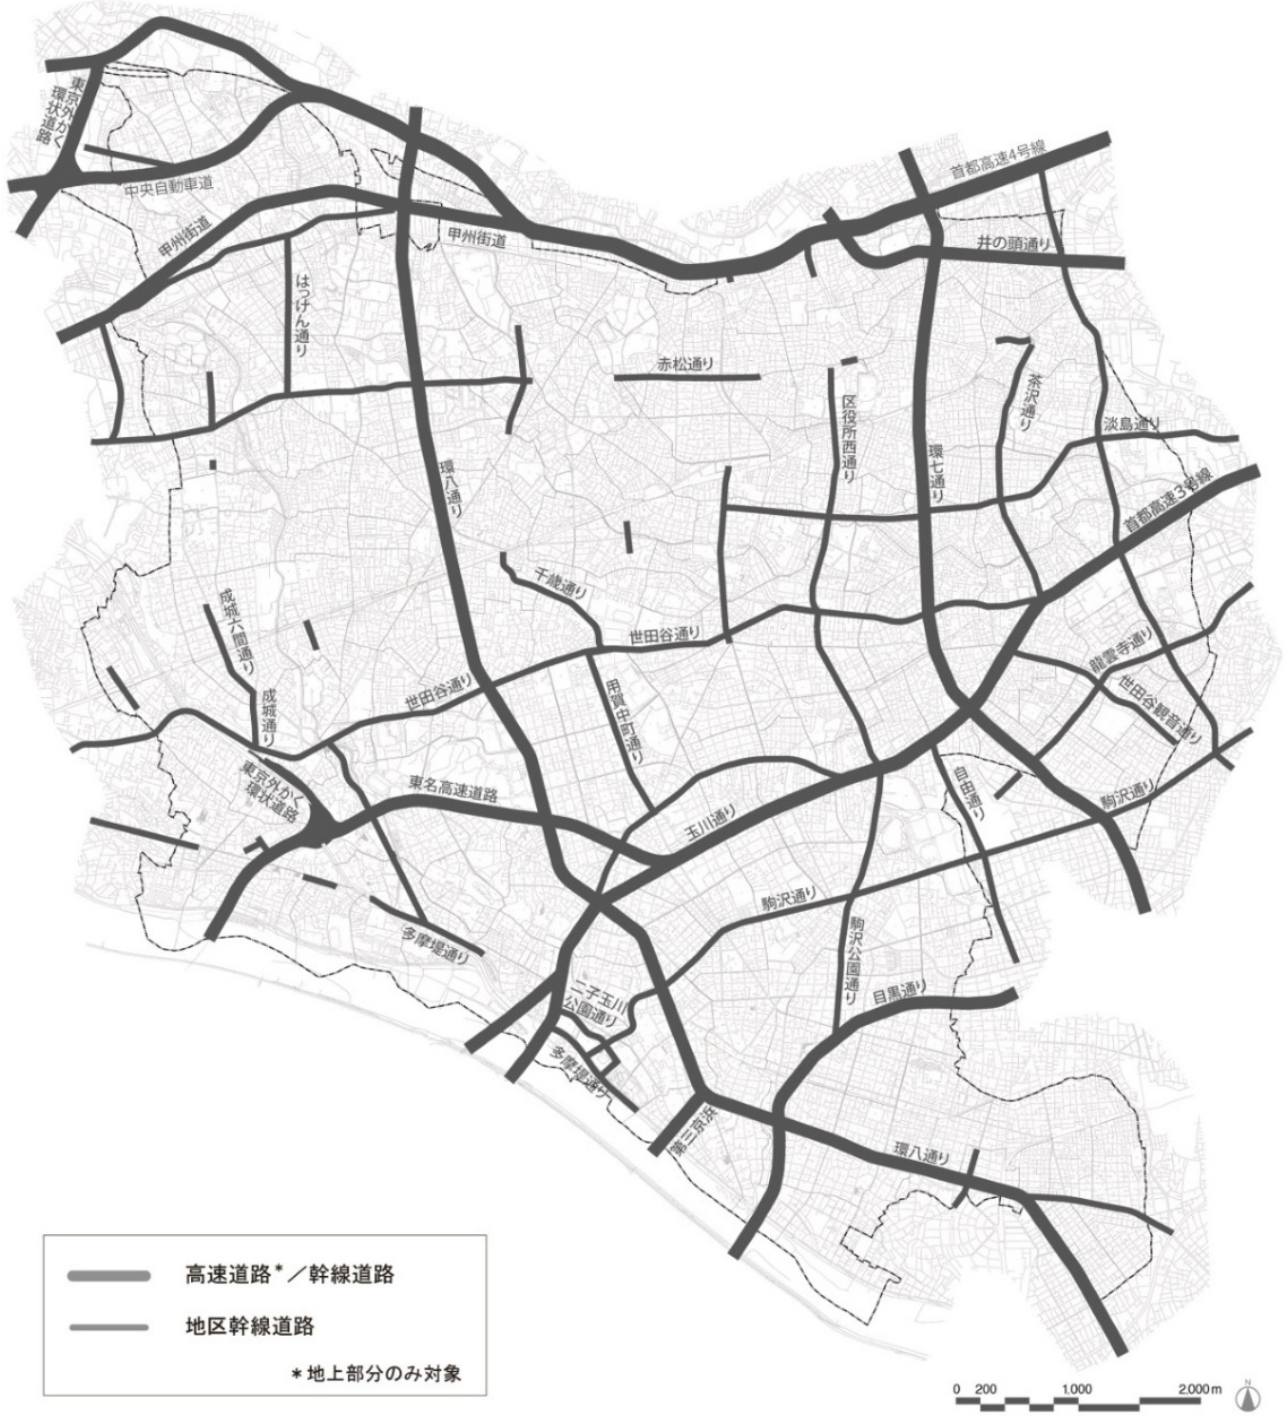 東京外かく
環状道路
中央自動車道
甲州街道
甲州街道
首都高速4号線
井の頭通り
はっけん通り
赤松通り
区役所西通り
茶沢通り
淡島通り
環八通り
環七通り
首都高速3号線
千歳通り
成城六間通り
世田谷通り
龍雲寺通り
世田谷通り
成城通り
用賀中町通り
世田谷観音通り
東京外かく
環状道路
東名高速道路
玉川通り
自由通り
駒沢通り
駒沢通り
多摩堤通り
駒沢公園通り
目黒通り
二子玉川
公園通り
多摩堤通り
第三京浜
環八通り
高速道路*／幹線道路
地区幹線道路
*地上部分のみ対象
0 200 1,000 2,000m
N